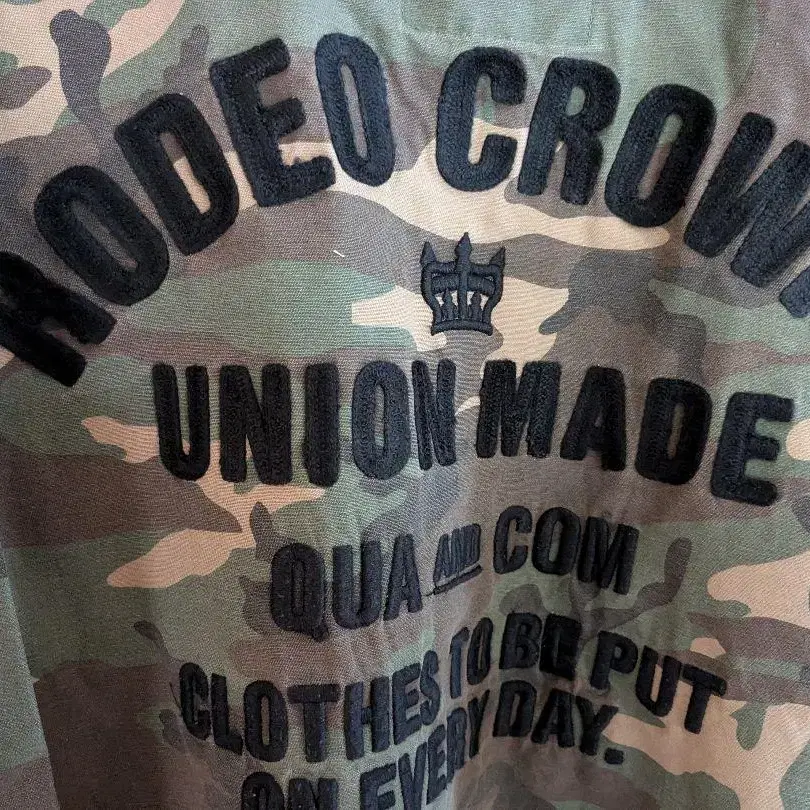 RODEO CROWN
UNION MADE
QUA AND COM
CLOTHES TO BE PUT
ON EVERY DAY.